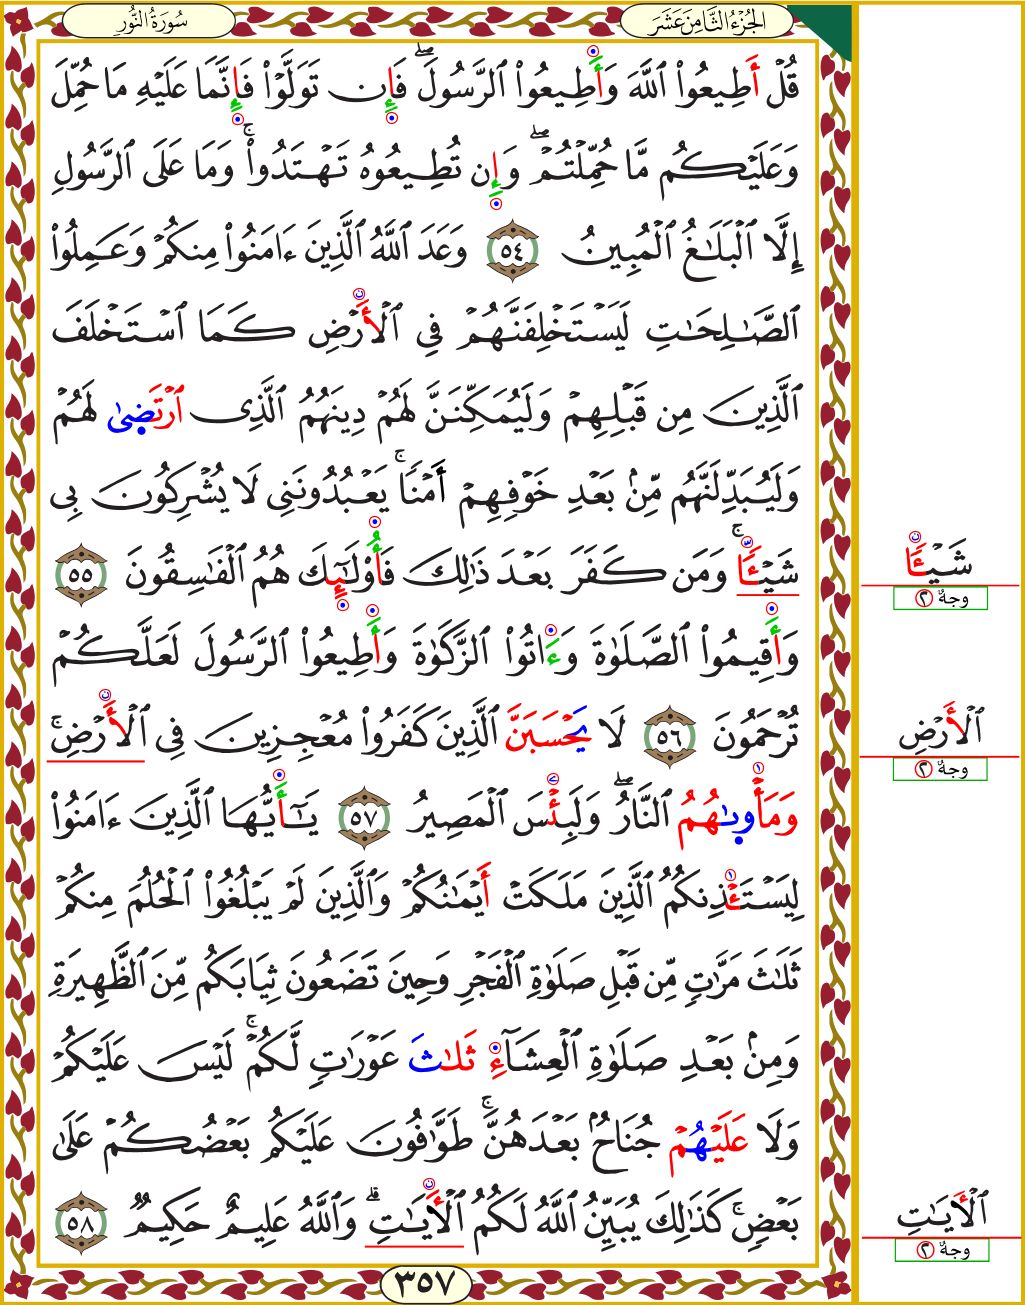 الجُزْءُ الثَّامِنَ عَشَرَ
سُورَةُ النُّورِ
قُلْ أَطِيعُوا۟ ٱللَّهَ وَأَطِيعُوا۟ ٱلرَّسُولَ ۖ فَإِن تَوَلَّوْا۟ فَإِنَّمَا عَلَيْهِ مَا حُمِّلَ
وَعَلَيْكُم مَّا حُمِّلْتُمْ ۖ وَإِن تُطِيعُوهُ تَهْتَدُوا۟ ۚ وَمَا عَلَى ٱلرَّسُولِ
إِلَّا ٱلْبَلَـٰغُ ٱلْمُبِينُ ٥٤ وَعَدَ ٱللَّهُ ٱلَّذِينَ ءَامَنُوا۟ مِنكُمْ وَعَمِلُوا۟
ٱلصَّـٰلِحَـٰتِ لَيَسْتَخْلِفَنَّهُمْ فِى ٱلْأَرْضِ كَمَا ٱسْتَخْلَفَ
ٱلَّذِينَ مِن قَبْلِهِمْ وَلَيُمَكِّنَنَّ لَهُمْ دِينَهُمُ ٱلَّذِى ٱرْتَضِىٰ لَهُمْ
وَلَيُبَدِّلَنَّهُم مِّنۢ بَعْدِ خَوْفِهِمْ أَمْنًا ۚ يَعْبُدُونَنِى لَا يُشْرِكُونَ بِى
شَيْـًٔا ۚ وَمَن كَفَرَ بَعْدَ ذَٰلِكَ فَأُو۟لَـٰٓئِكَ هُمُ ٱلْفَـٰسِقُونَ ٥٥
وَأَقِيمُوا۟ ٱلصَّلَوٰةَ وَءَاتُوا۟ ٱلزَّكَوٰةَ وَأَطِيعُوا۟ ٱلرَّسُولَ لَعَلَّكُمْ
تُرْحَمُونَ ٥٦ لَا يَحْسَبَنَّ ٱلَّذِينَ كَفَرُوا۟ مُعْجِزِينَ فِى ٱلْأَرْضِ ۚ
وَمَأْوِىٰهُمُ ٱلنَّارُ ۖ وَلَبِئْسَ ٱلْمَصِيرُ ٥٧ يَـٰٓأَيُّهَا ٱلَّذِينَ ءَامَنُوا۟
لِيَسْتَـْٔذِنكُمُ ٱلَّذِينَ مَلَكَتْ أَيْمَـٰنُكُمْ وَٱلَّذِينَ لَمْ يَبْلُغُوا۟ ٱلْحُلُمَ مِنكُمْ
ثَلَـٰثَ مَرَّٰتٍ مِّن قَبْلِ صَلَوٰةِ ٱلْفَجْرِ وَحِينَ تَضَعُونَ ثِيَابَكُم مِّنَ ٱلظَّهِيرَةِ
وَمِنۢ بَعْدِ صَلَوٰةِ ٱلْعِشَآءِ ۚ ثَلَـٰثَ عَوْرَٰتٍ لَّكُمْ ۚ لَيْسَ عَلَيْكُمْ
وَلَا عَلَيْهُمْ جُنَاحٌۢ بَعْدَهُنَّ ۚ طَوَّٰفُونَ عَلَيْكُم بَعْضُكُمْ عَلَىٰ
بَعْضٍ ۚ كَذَٰلِكَ يُبَيِّنُ ٱللَّهُ لَكُمُ ٱلْأَيَـٰتِ ۗ وَٱللَّهُ عَلِيمٌ حَكِيمٌ ٥٨
٣٥٧
شَيْـًٔا
وجهٌ ٢
ٱلْأَرْضِ
وجهٌ ٢
ٱلْأَيَـٰتِ
وجهٌ ٢